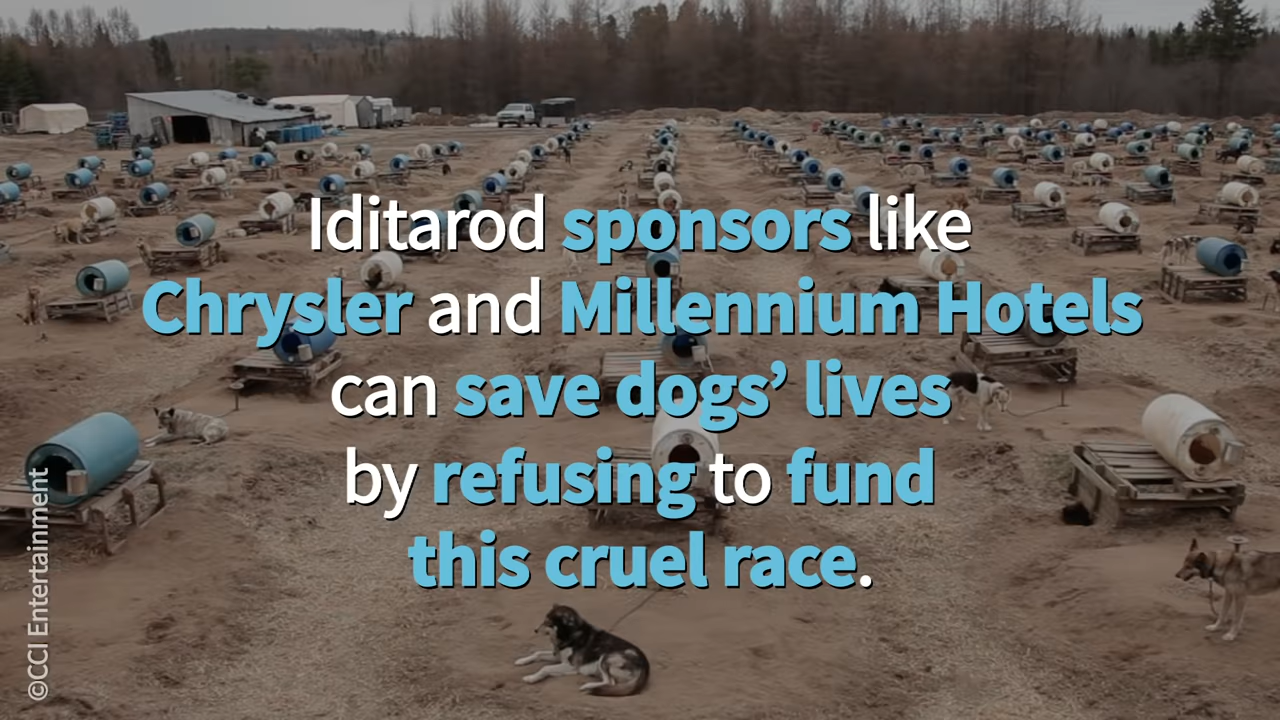 Iditarod sponsors like
Chrysler and Millennium Hotels
can save dogs’ lives
by refusing to fund
this cruel race.
©CCI Entertainment